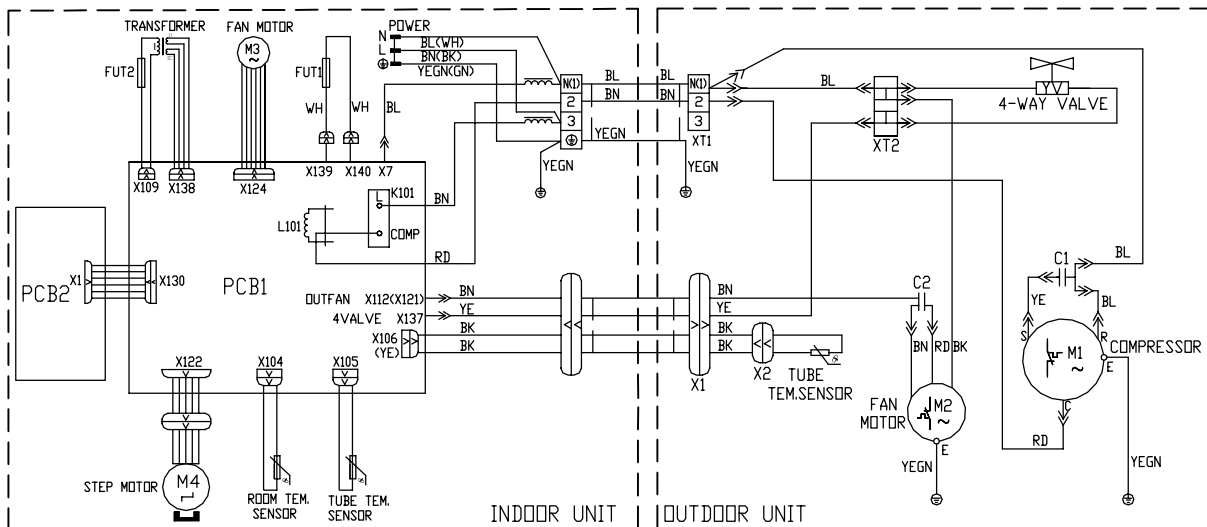 TRANSFORMER
FAN MOTOR
POWER
N
L
BL(WH)
BN(BK)
YEGN(GN)
M3
~
FUT2
FUT1
WH
WH
BL
X109
X138
X124
X139
X140
X7
N(1)
2
3
BL
BN
YEGN
YEGN
BL
BN
N(1)
2
3
XT1
YEGN
BL
XT2
YV
4-WAY VALVE
L
K101
L101
COMP
BN
RD
PCB2
X1
X130
PCB1
OUTFAN X112(X121)
4VALVE X137
X106
(YE)
BN
YE
BK
BK
X1
BN
YE
BK
BK
X2
TUBE
TEM.SENSOR
C2
BN
RD
BK
FAN
MOTOR
M2
~
E
YEGN
C1
BL
YE
BL
S
R
M1
~
COMPRESSOR
E
C
RD
YEGN
X122
X104
X105
M4
STEP MOTOR
ROOM TEM.
SENSOR
TUBE TEM.
SENSOR
INDOOR UNIT
OUTDOOR UNIT